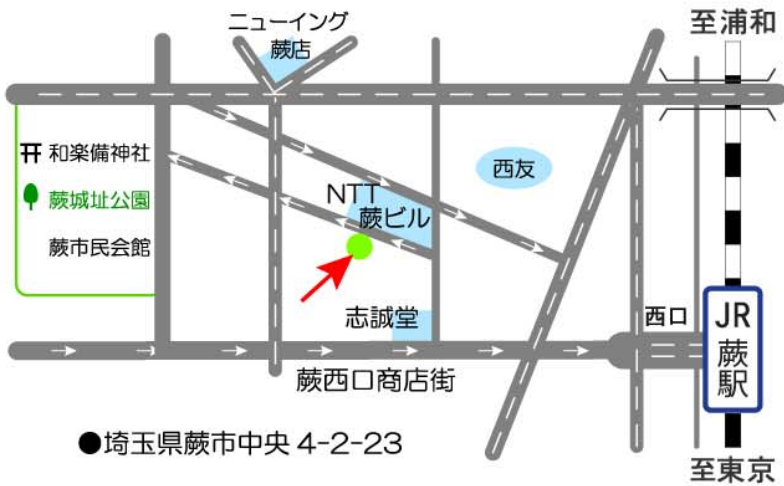 至浦和
ニューイング
蕨店
和楽備神社
西友
蕨城址公園
NTT
蕨ビル
蕨市民会館
志誠堂
西口
JR
蕨駅
蕨西口商店街
●埼玉県蕨市中央 4-2-23
至東京